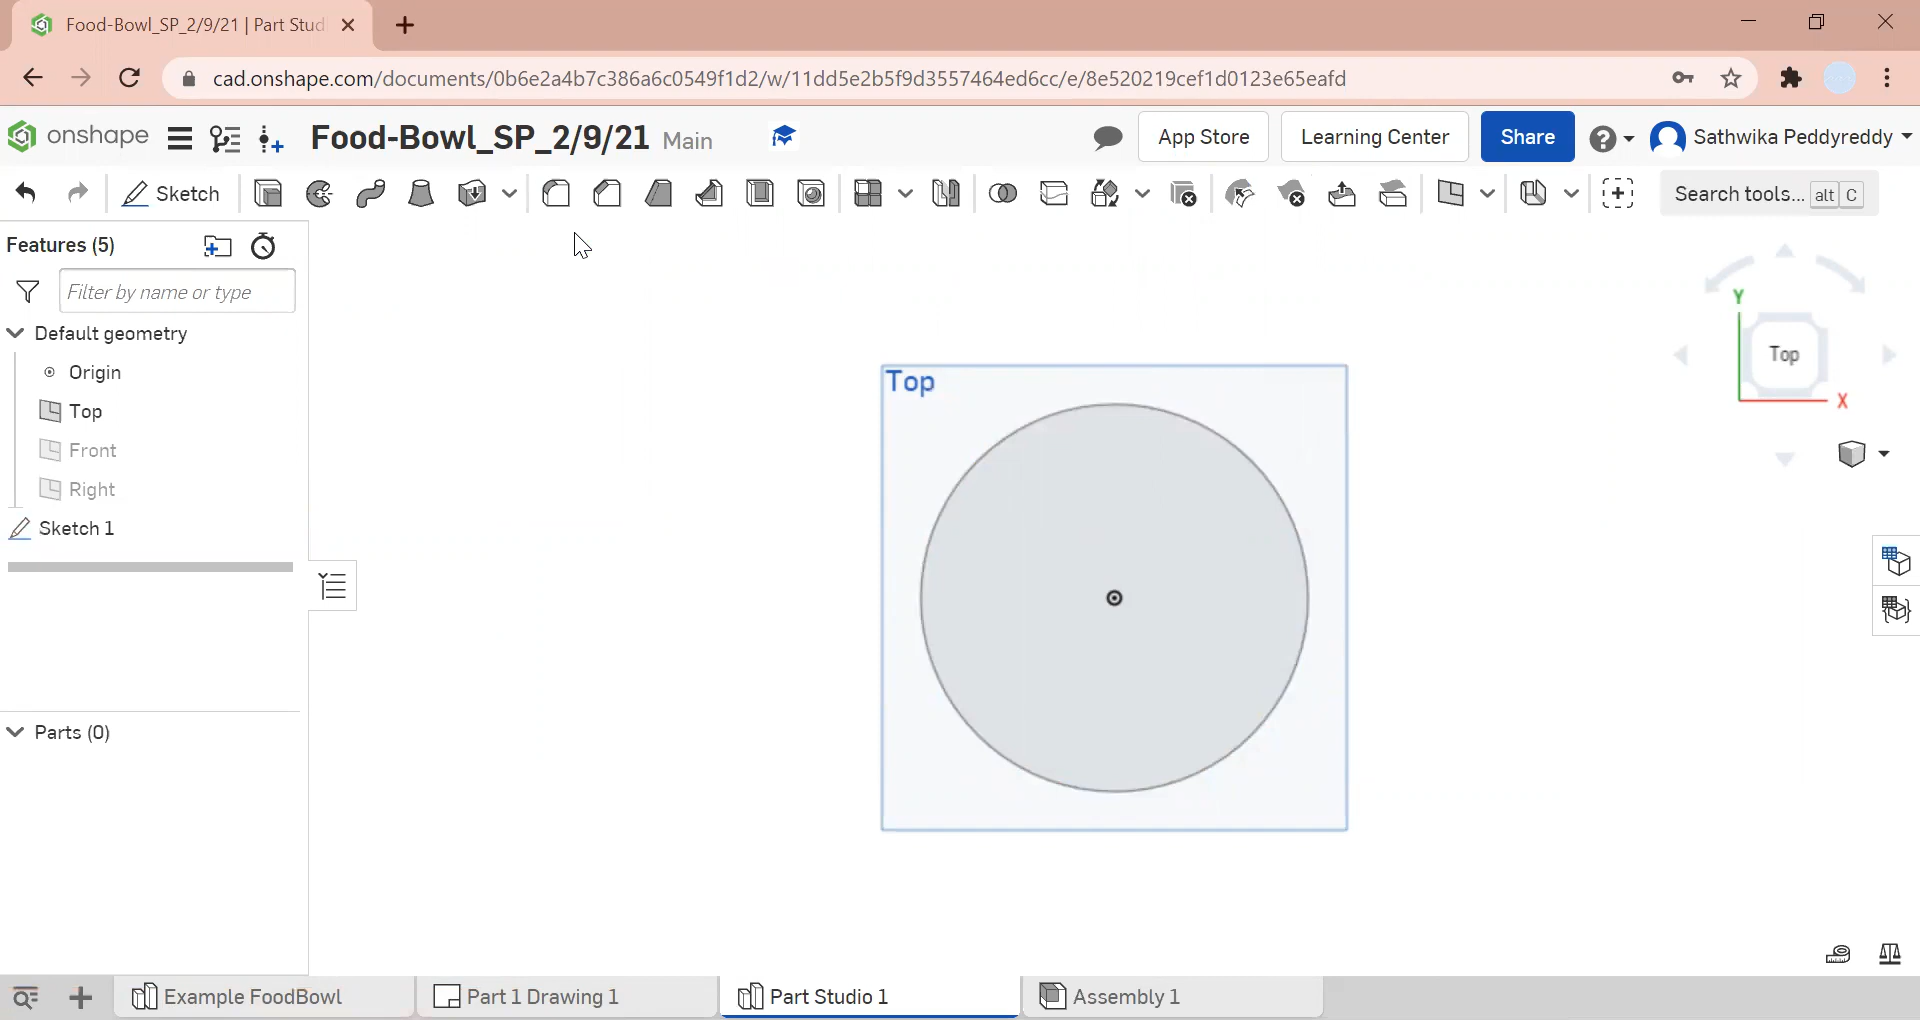 Food-Bowl_SP_2/9/21 | Part Stud
cad.onshape.com/documents/0b6e2a4b7c386a6c0549f1d2/w/11dd5e2b5f9d3557464ed6cc/e/8e520219cef1d0123e65eafd
onshape Food-Bowl_SP_2/9/21 Main App Store Learning Center Share Sathwika Peddyreddy
Sketch Search tools... alt C
Features (5)
Filter by name or type
Default geometry
Origin
Top
Front
Right
Sketch 1
Parts (0)
Top
Y
Top
X
Example FoodBowl Part 1 Drawing 1 Part Studio 1 Assembly 1